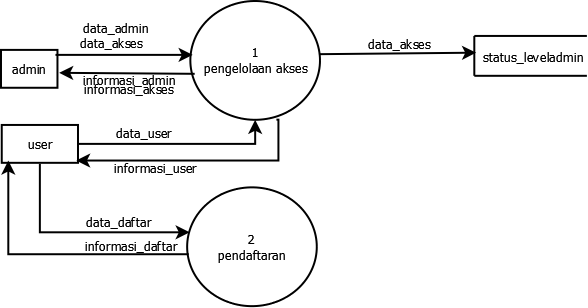 data_admin
data_akses
admin
informasi_admin
informasi_akses
1
pengelolaan akses
data_akses
status_leveladmin
user
data_user
informasi_user
data_daftar
informasi_daftar
2
pendaftaran